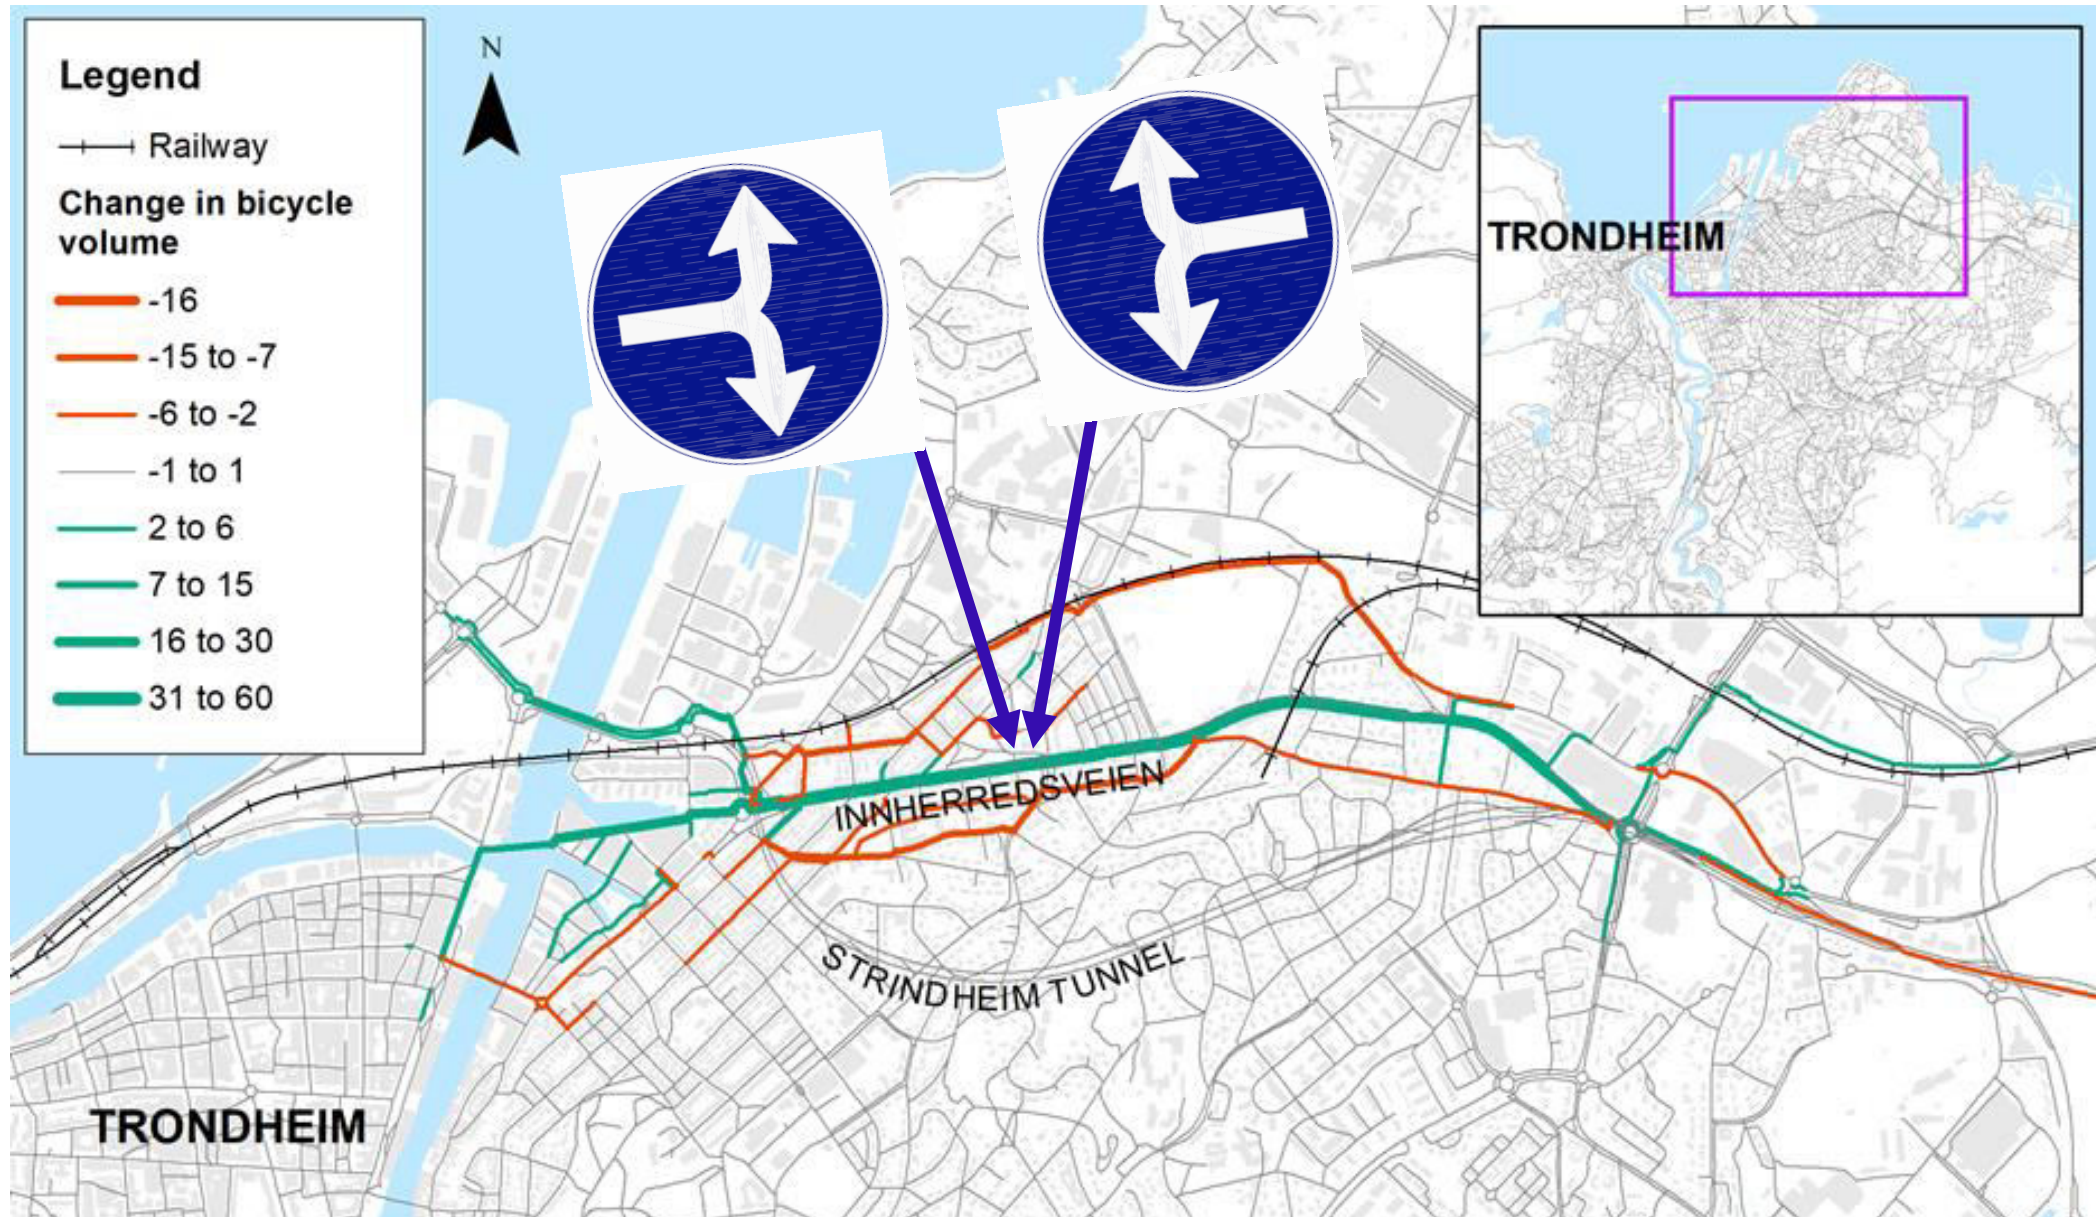 Legend
Railway
Change in bicycle
volume
-16
-15 to -7
-6 to -2
-1 to 1
2 to 6
7 to 15
16 to 30
31 to 60
N
TRONDHEIM
INNHERREDSVEIEN
STRINDHEIM TUNNEL
TRONDHEIM